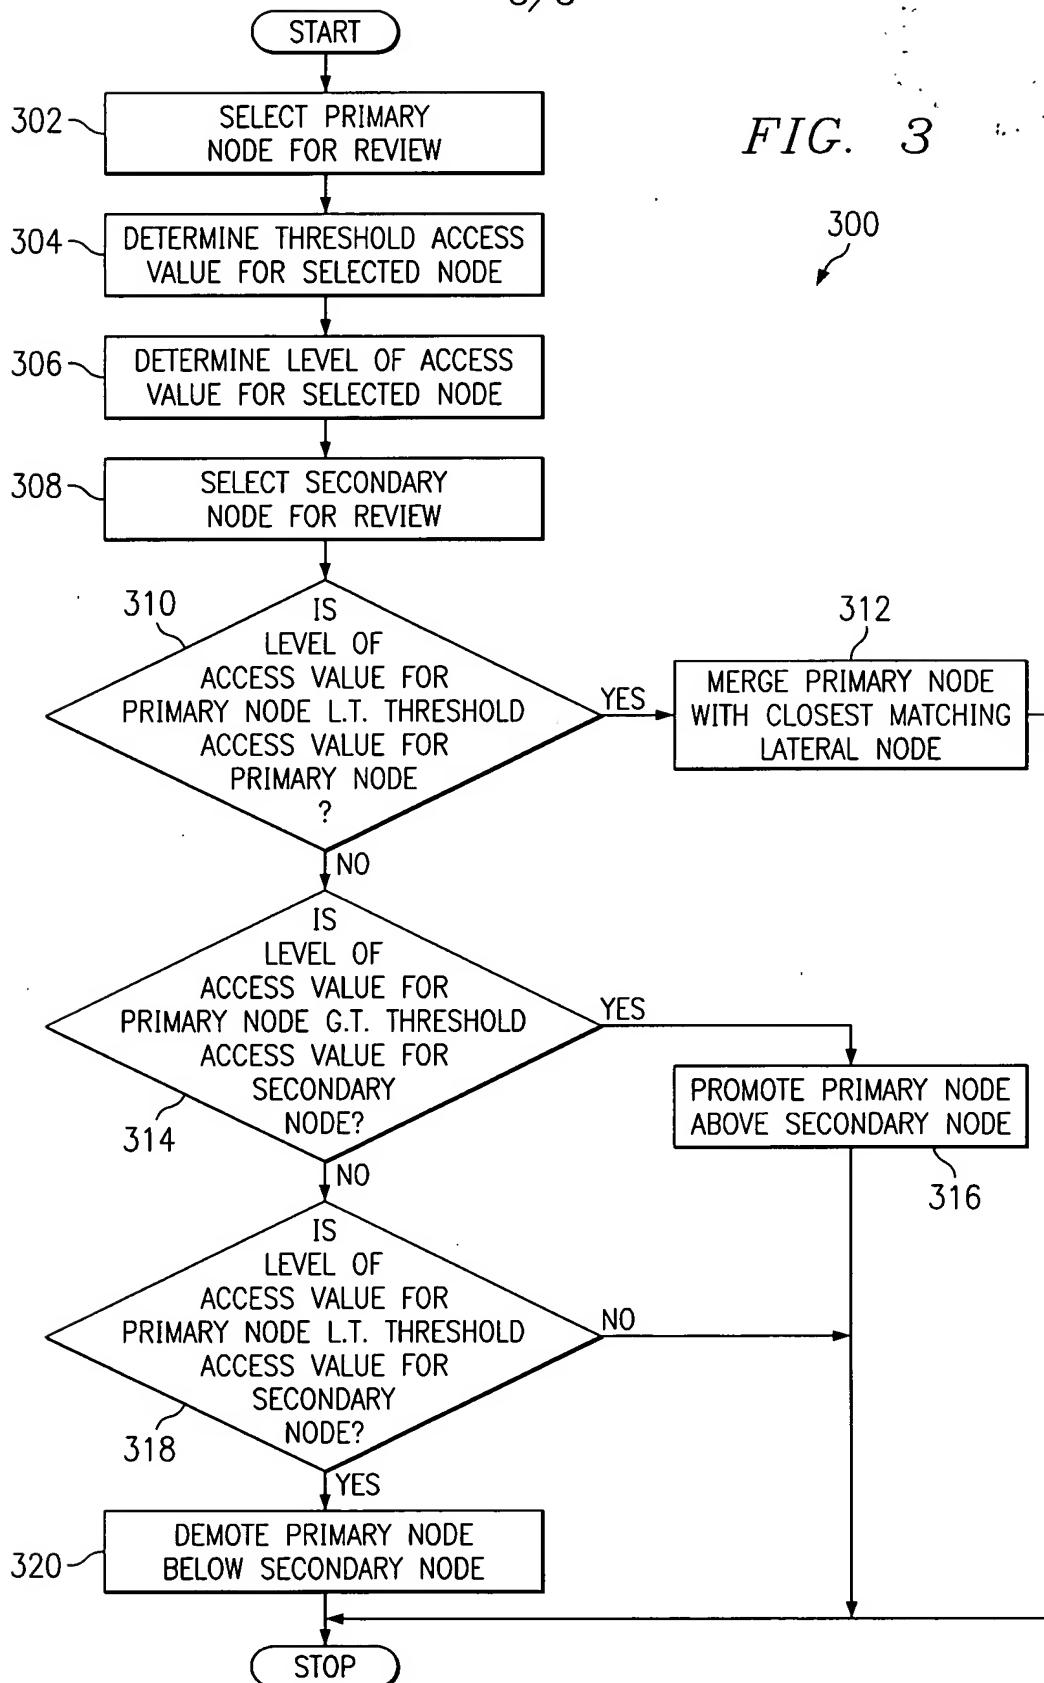 START
302
SELECT PRIMARY
NODE FOR REVIEW
FIG. 3
300
304
DETERMINE THRESHOLD ACCESS
VALUE FOR SELECTED NODE
306
DETERMINE LEVEL OF ACCESS
VALUE FOR SELECTED NODE
308
SELECT SECONDARY
NODE FOR REVIEW
310
IS
LEVEL OF
ACCESS VALUE FOR
PRIMARY NODE L.T. THRESHOLD
ACCESS VALUE FOR
PRIMARY NODE
?
YES
312
MERGE PRIMARY NODE
WITH CLOSEST MATCHING
LATERAL NODE
NO
IS
LEVEL OF
ACCESS VALUE FOR
PRIMARY NODE G.T. THRESHOLD
ACCESS VALUE FOR
SECONDARY
NODE?
314
YES
PROMOTE PRIMARY NODE
ABOVE SECONDARY NODE
316
NO
IS
LEVEL OF
ACCESS VALUE FOR
PRIMARY NODE L.T. THRESHOLD
ACCESS VALUE FOR
SECONDARY
NODE?
318
NO
YES
320
DEMOTE PRIMARY NODE
BELOW SECONDARY NODE
STOP